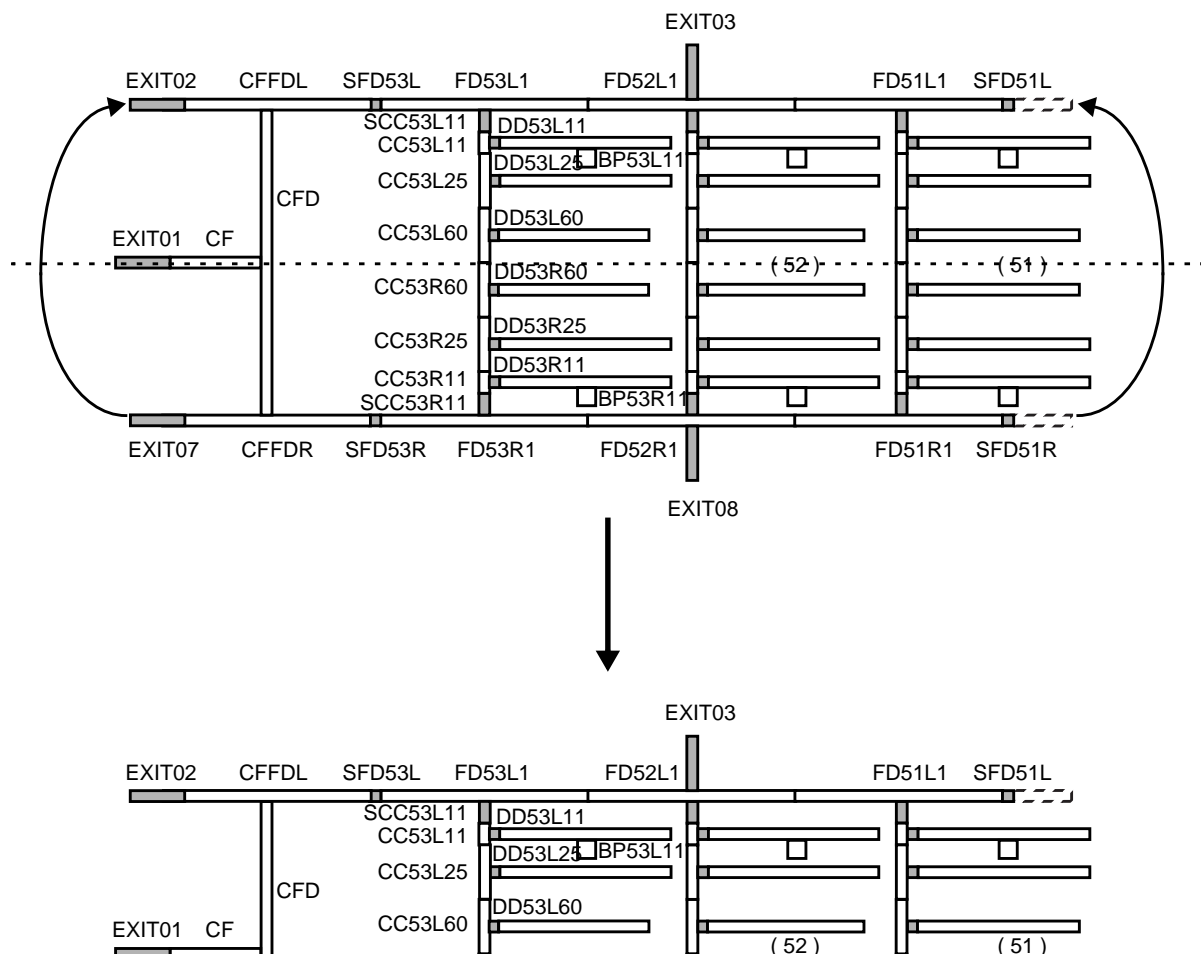 EXIT03
EXIT02 CFFDL SFD53L FD53L1 FD52L1 FD51L1 SFD51L
SCC53L11 DD53L11
CC53L11
DD53L25 BP53L11
CC53L25
CFD
DD53L60
CC53L60
EXIT01 CF
( 52 ) ( 51 )
DD53R60
CC53R60
DD53R25
CC53R25
DD53R11
CC53R11
SCC53R11 BP53R11
EXIT07 CFFDR SFD53R FD53R1 FD52R1 FD51R1 SFD51R
EXIT08
EXIT03
EXIT02 CFFDL SFD53L FD53L1 FD52L1 FD51L1 SFD51L
SCC53L11 DD53L11
CC53L11
DD53L25 BP53L11
CC53L25
CFD
DD53L60
CC53L60
EXIT01 CF
( 52 ) ( 51 )